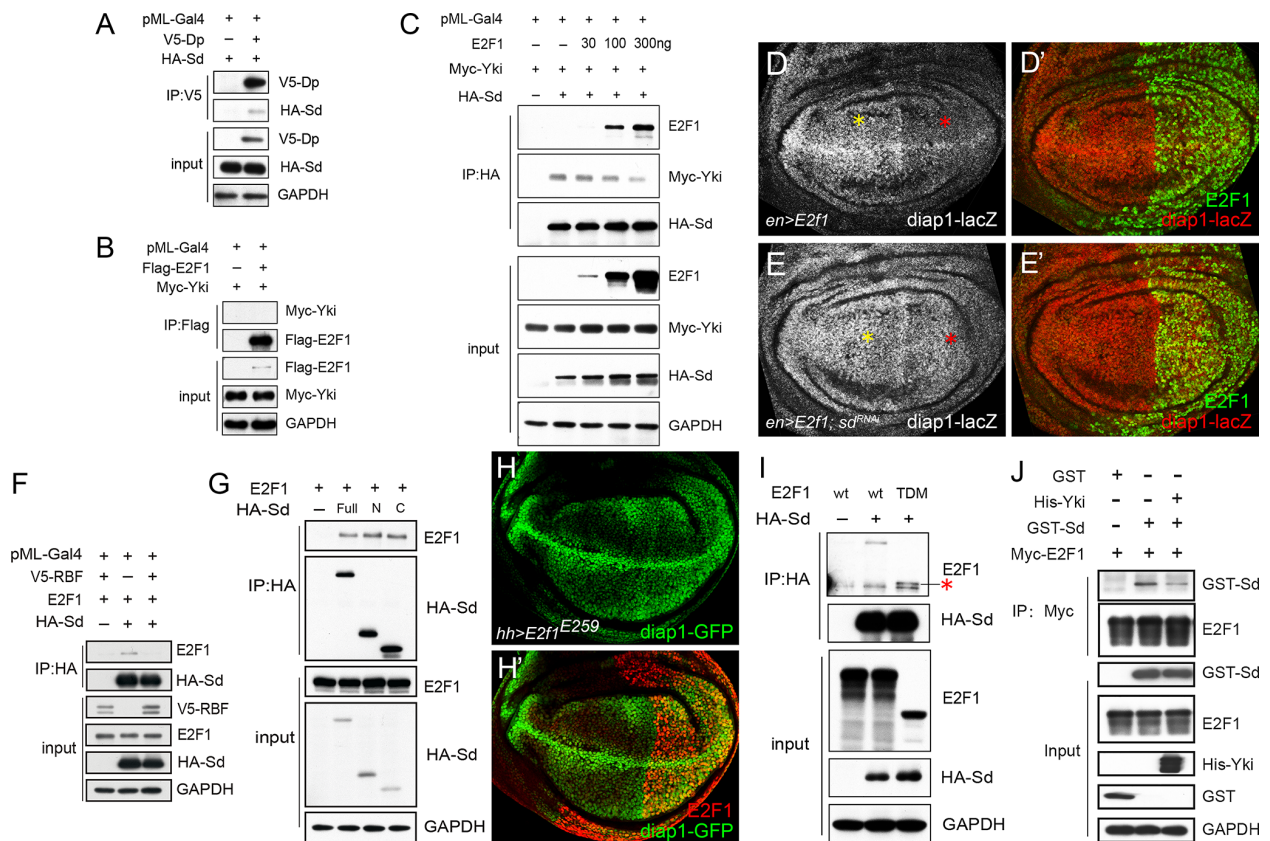 A
pML-Gal4 + +
V5-Dp – +
HA-Sd + +
IP:V5
V5-Dp
HA-Sd
input
V5-Dp
HA-Sd
GAPDH
B
pML-Gal4 + +
Flag-E2F1 – +
Myc-Yki + +
IP:Flag
Myc-Yki
Flag-E2F1
input
Flag-E2F1
Myc-Yki
GAPDH
C
pML-Gal4 + + + + +
E2F1 – – 30 100 300ng
Myc-Yki + + + + +
HA-Sd – + + + +
IP:HA
E2F1
Myc-Yki
HA-Sd
input
E2F1
Myc-Yki
HA-Sd
GAPDH
D
*
*
en>E2f1
diap1-lacZ
D'
E2F1
diap1-lacZ
E
*
*
en>E2f1; sdRNAi
diap1-lacZ
E'
E2F1
diap1-lacZ
F
pML-Gal4 + + +
V5-RBF + – +
E2F1 + + +
HA-Sd – + +
IP:HA
E2F1
HA-Sd
input
V5-RBF
E2F1
HA-Sd
GAPDH
G
E2F1 + + + +
HA-Sd – Full N C
IP:HA
E2F1
HA-Sd
input
E2F1
HA-Sd
GAPDH
H
hh>E2f1E259
diap1-GFP
H'
E2F1
diap1-GFP
I
E2F1 wt wt TDM
HA-Sd – + +
IP:HA
E2F1
*
HA-Sd
input
E2F1
HA-Sd
GAPDH
J
GST + – –
His-Yki – – +
GST-Sd – + +
Myc-E2F1 + + +
IP: Myc
GST-Sd
E2F1
Input
GST-Sd
E2F1
His-Yki
GST
GAPDH